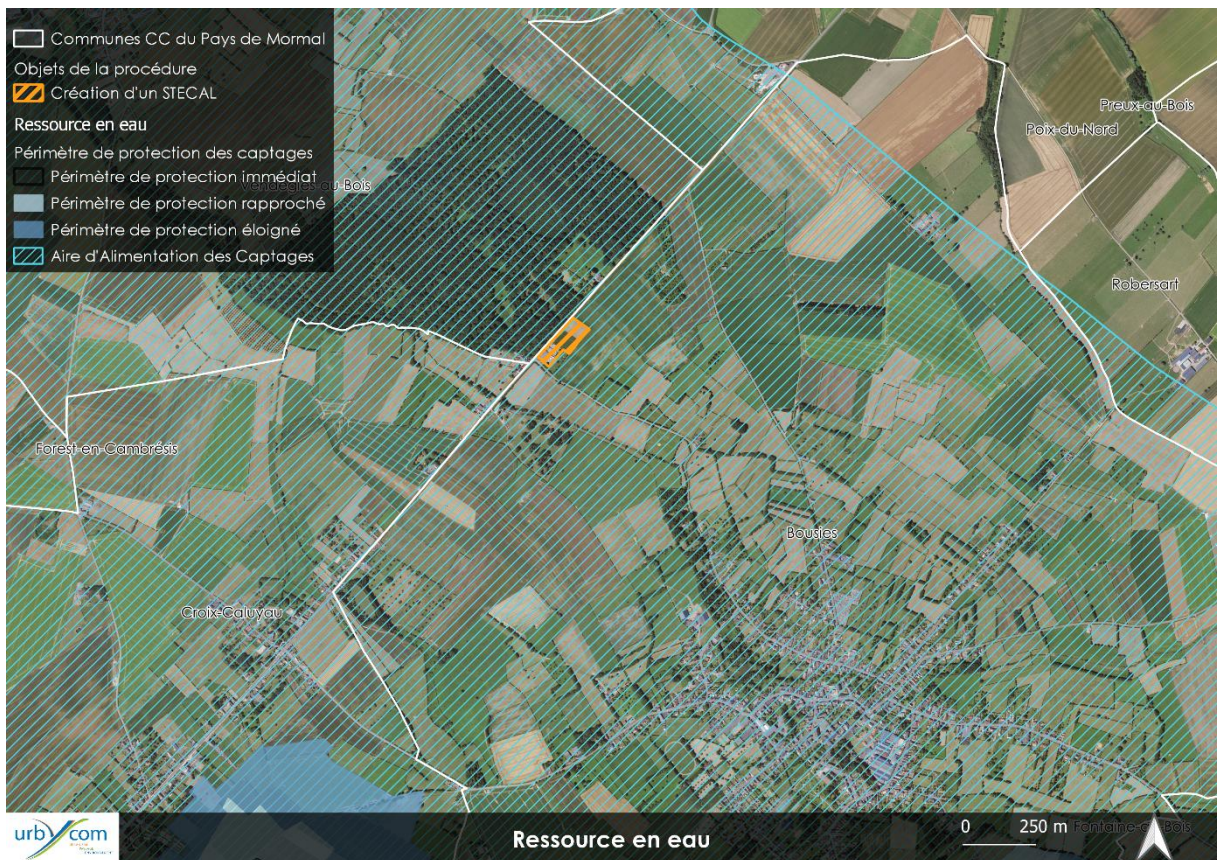 Communes CC du Pays de Mormal
Objets de la procédure
Création d'un STECAL
Ressource en eau
Périmètre de protection des captages
Périmètre de protection immédiat
Vendegies-au-Bois
Périmètre de protection rapproché
Périmètre de protection éloigné
Aire d'Alimentation des Captages
Preux-au-Bois
Poix-du-Nord
Robersart
Forest-en-Cambrésis
Bousies
Croix-Caluyau
urbycom
Ressource en eau
0 250 m
Fontaine-au-Bois